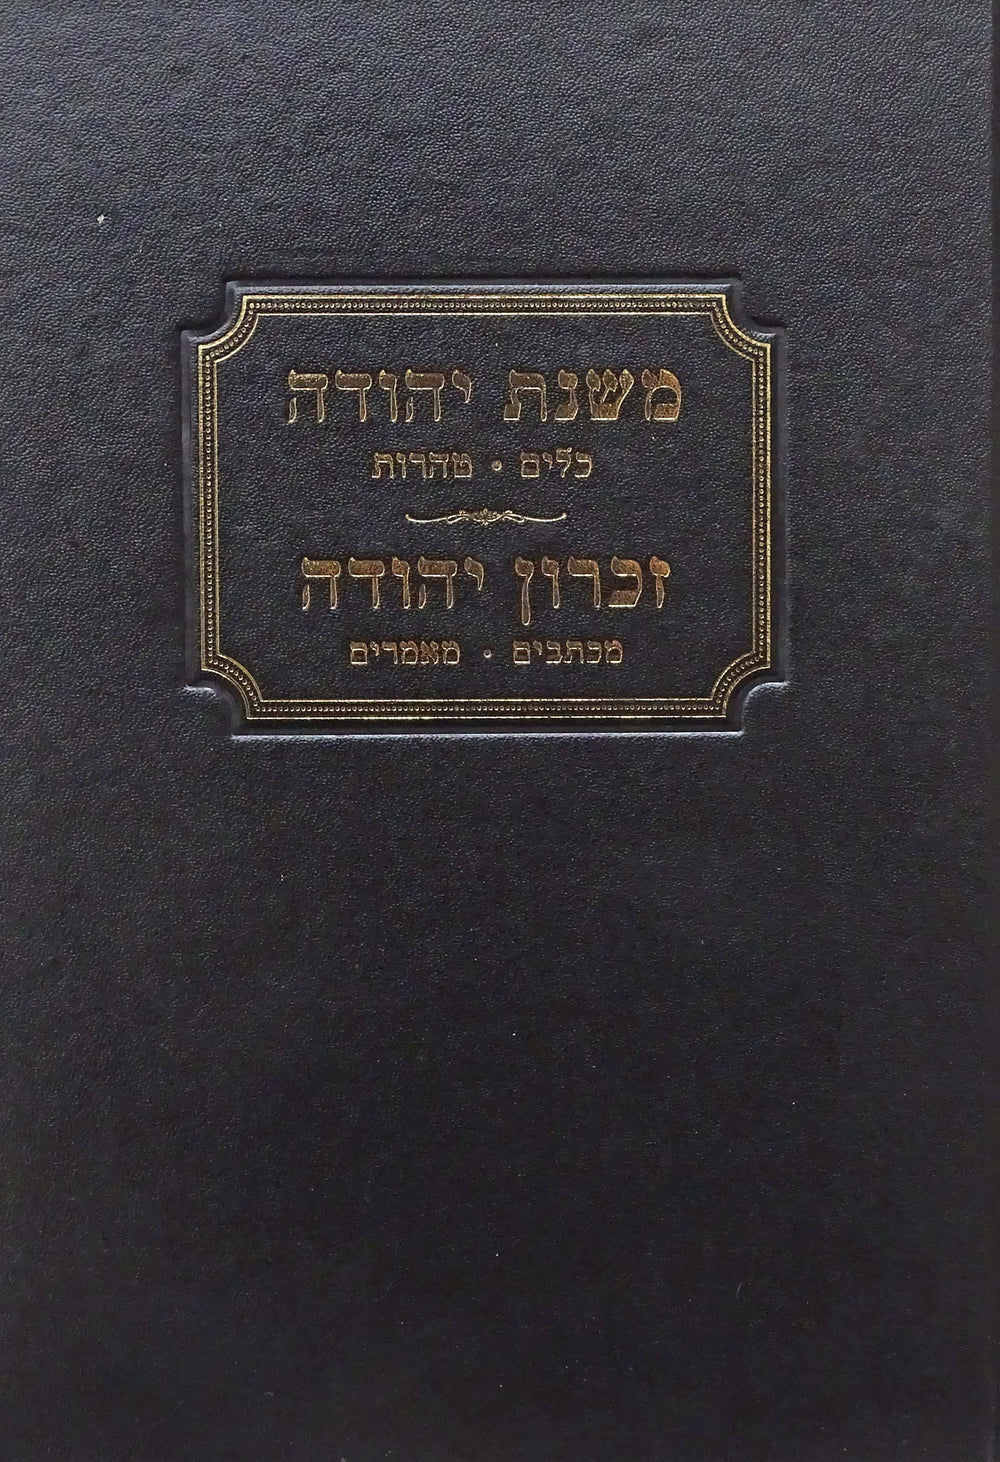 משנת יהודה
כלים • טהרות
זכרון יהודה
מכתבים • מאמרים